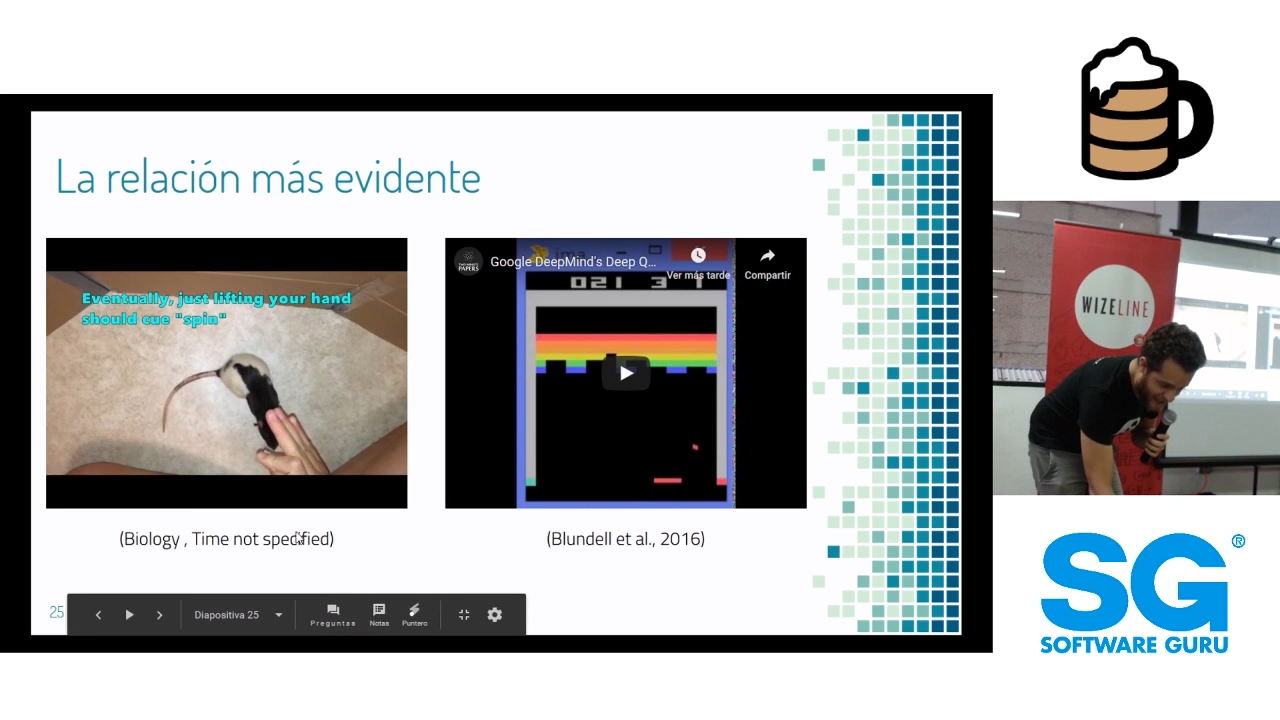 La relación más evidente
Eventually, just lifting your hand
should cue "spin"
Google DeepMind's Deep Q...
Ver más tarde
Compartir
021 3 1
(Biology , Time not specified)
(Blundell et al., 2016)
25
Diapositiva 25
Preguntas
Notas
Puntero
WIZELINE
SG®
SOFTWARE GURU